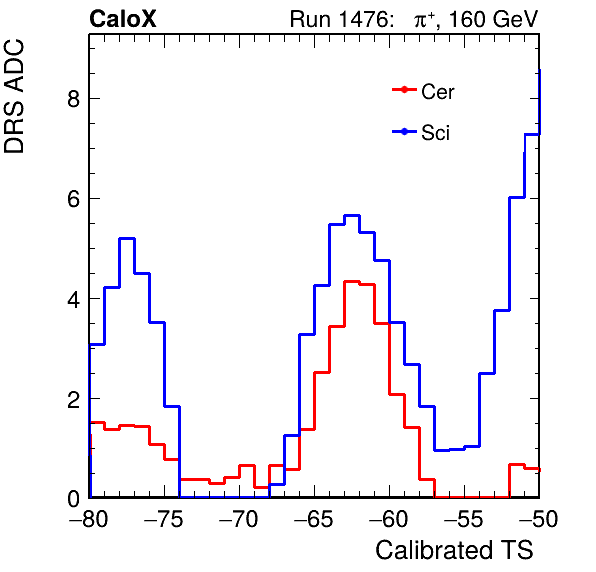 CaloX Run 1476: π⁺, 160 GeV
DRS ADC
Cer
Sci
8
6
4
2
0
−80 −75 −70 −65 −60 −55 −50
Calibrated TS